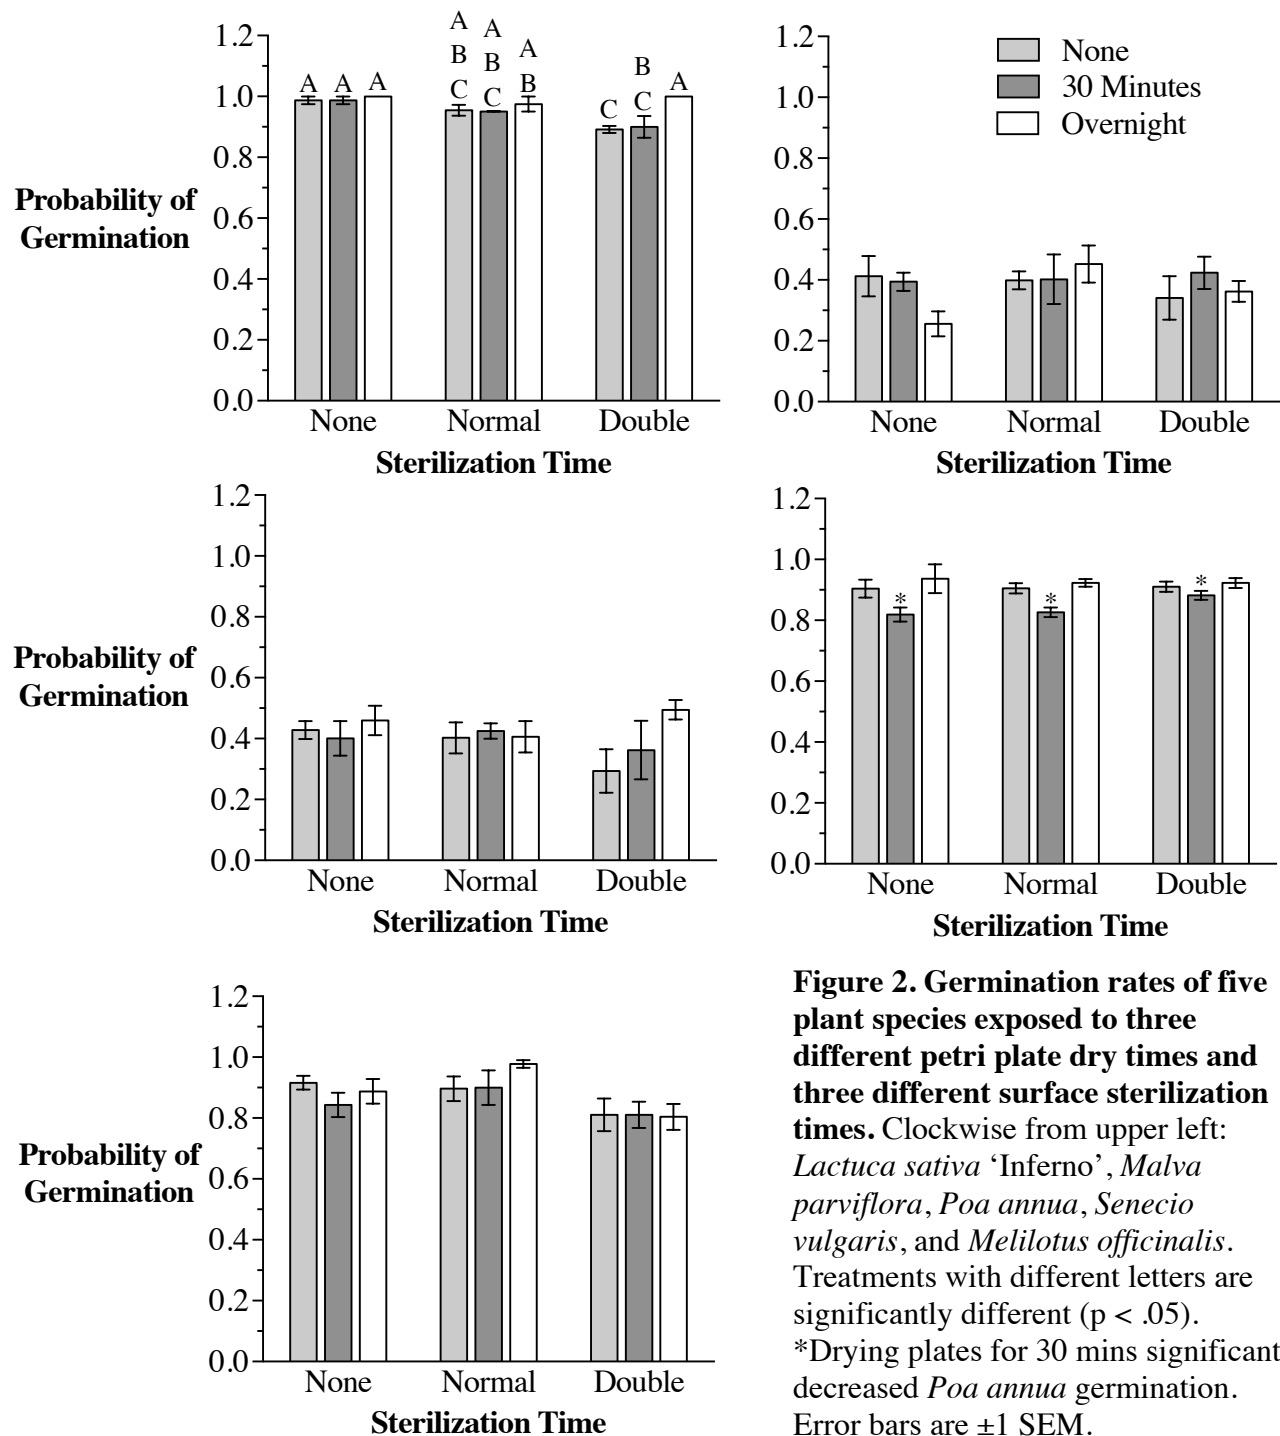 1.2
1.0
0.8
0.6
0.4
0.2
0.0
Probability of
Germination
A A A
A
B
C
A
B
C
A
B
C
B
C
A
None Normal Double
Sterilization Time
1.2
1.0
0.8
0.6
0.4
0.2
0.0
None
30 Minutes
Overnight
None Normal Double
Sterilization Time
1.2
1.0
0.8
0.6
0.4
0.2
0.0
Probability of
Germination
None Normal Double
Sterilization Time
1.2
1.0
0.8
0.6
0.4
0.2
0.0
* * *
None Normal Double
Sterilization Time
1.2
1.0
0.8
0.6
0.4
0.2
0.0
Probability of
Germination
None Normal Double
Sterilization Time
Figure 2. Germination rates of five
plant species exposed to three
different petri plate dry times and
three different surface sterilization
times. Clockwise from upper left:
Lactuca sativa ‘Inferno’, Malva
parviflora, Poa annua, Senecio
vulgaris, and Melilotus officinalis.
Treatments with different letters are
significantly different (p < .05).
*Drying plates for 30 mins significant
decreased Poa annua germination.
Error bars are ±1 SEM.